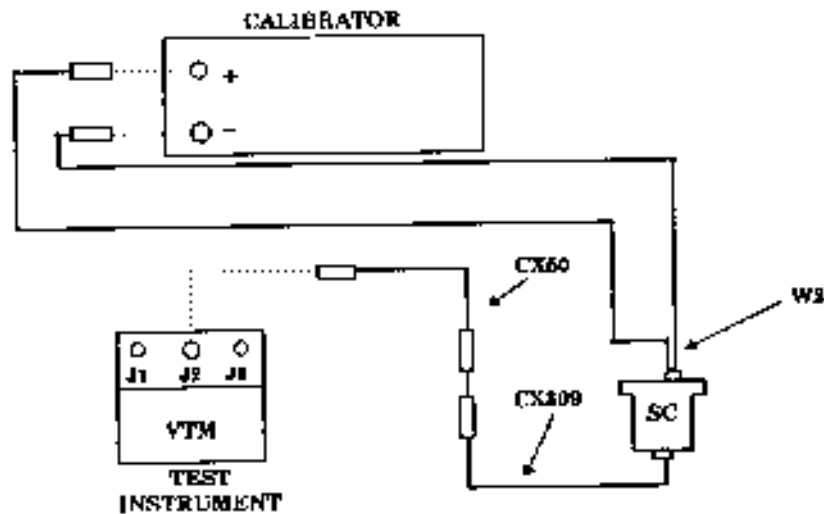 CALIBRATOR
+
−
CX60
W2
J1 J2 J3
VTM
CX209
SC
TEST
INSTRUMENT